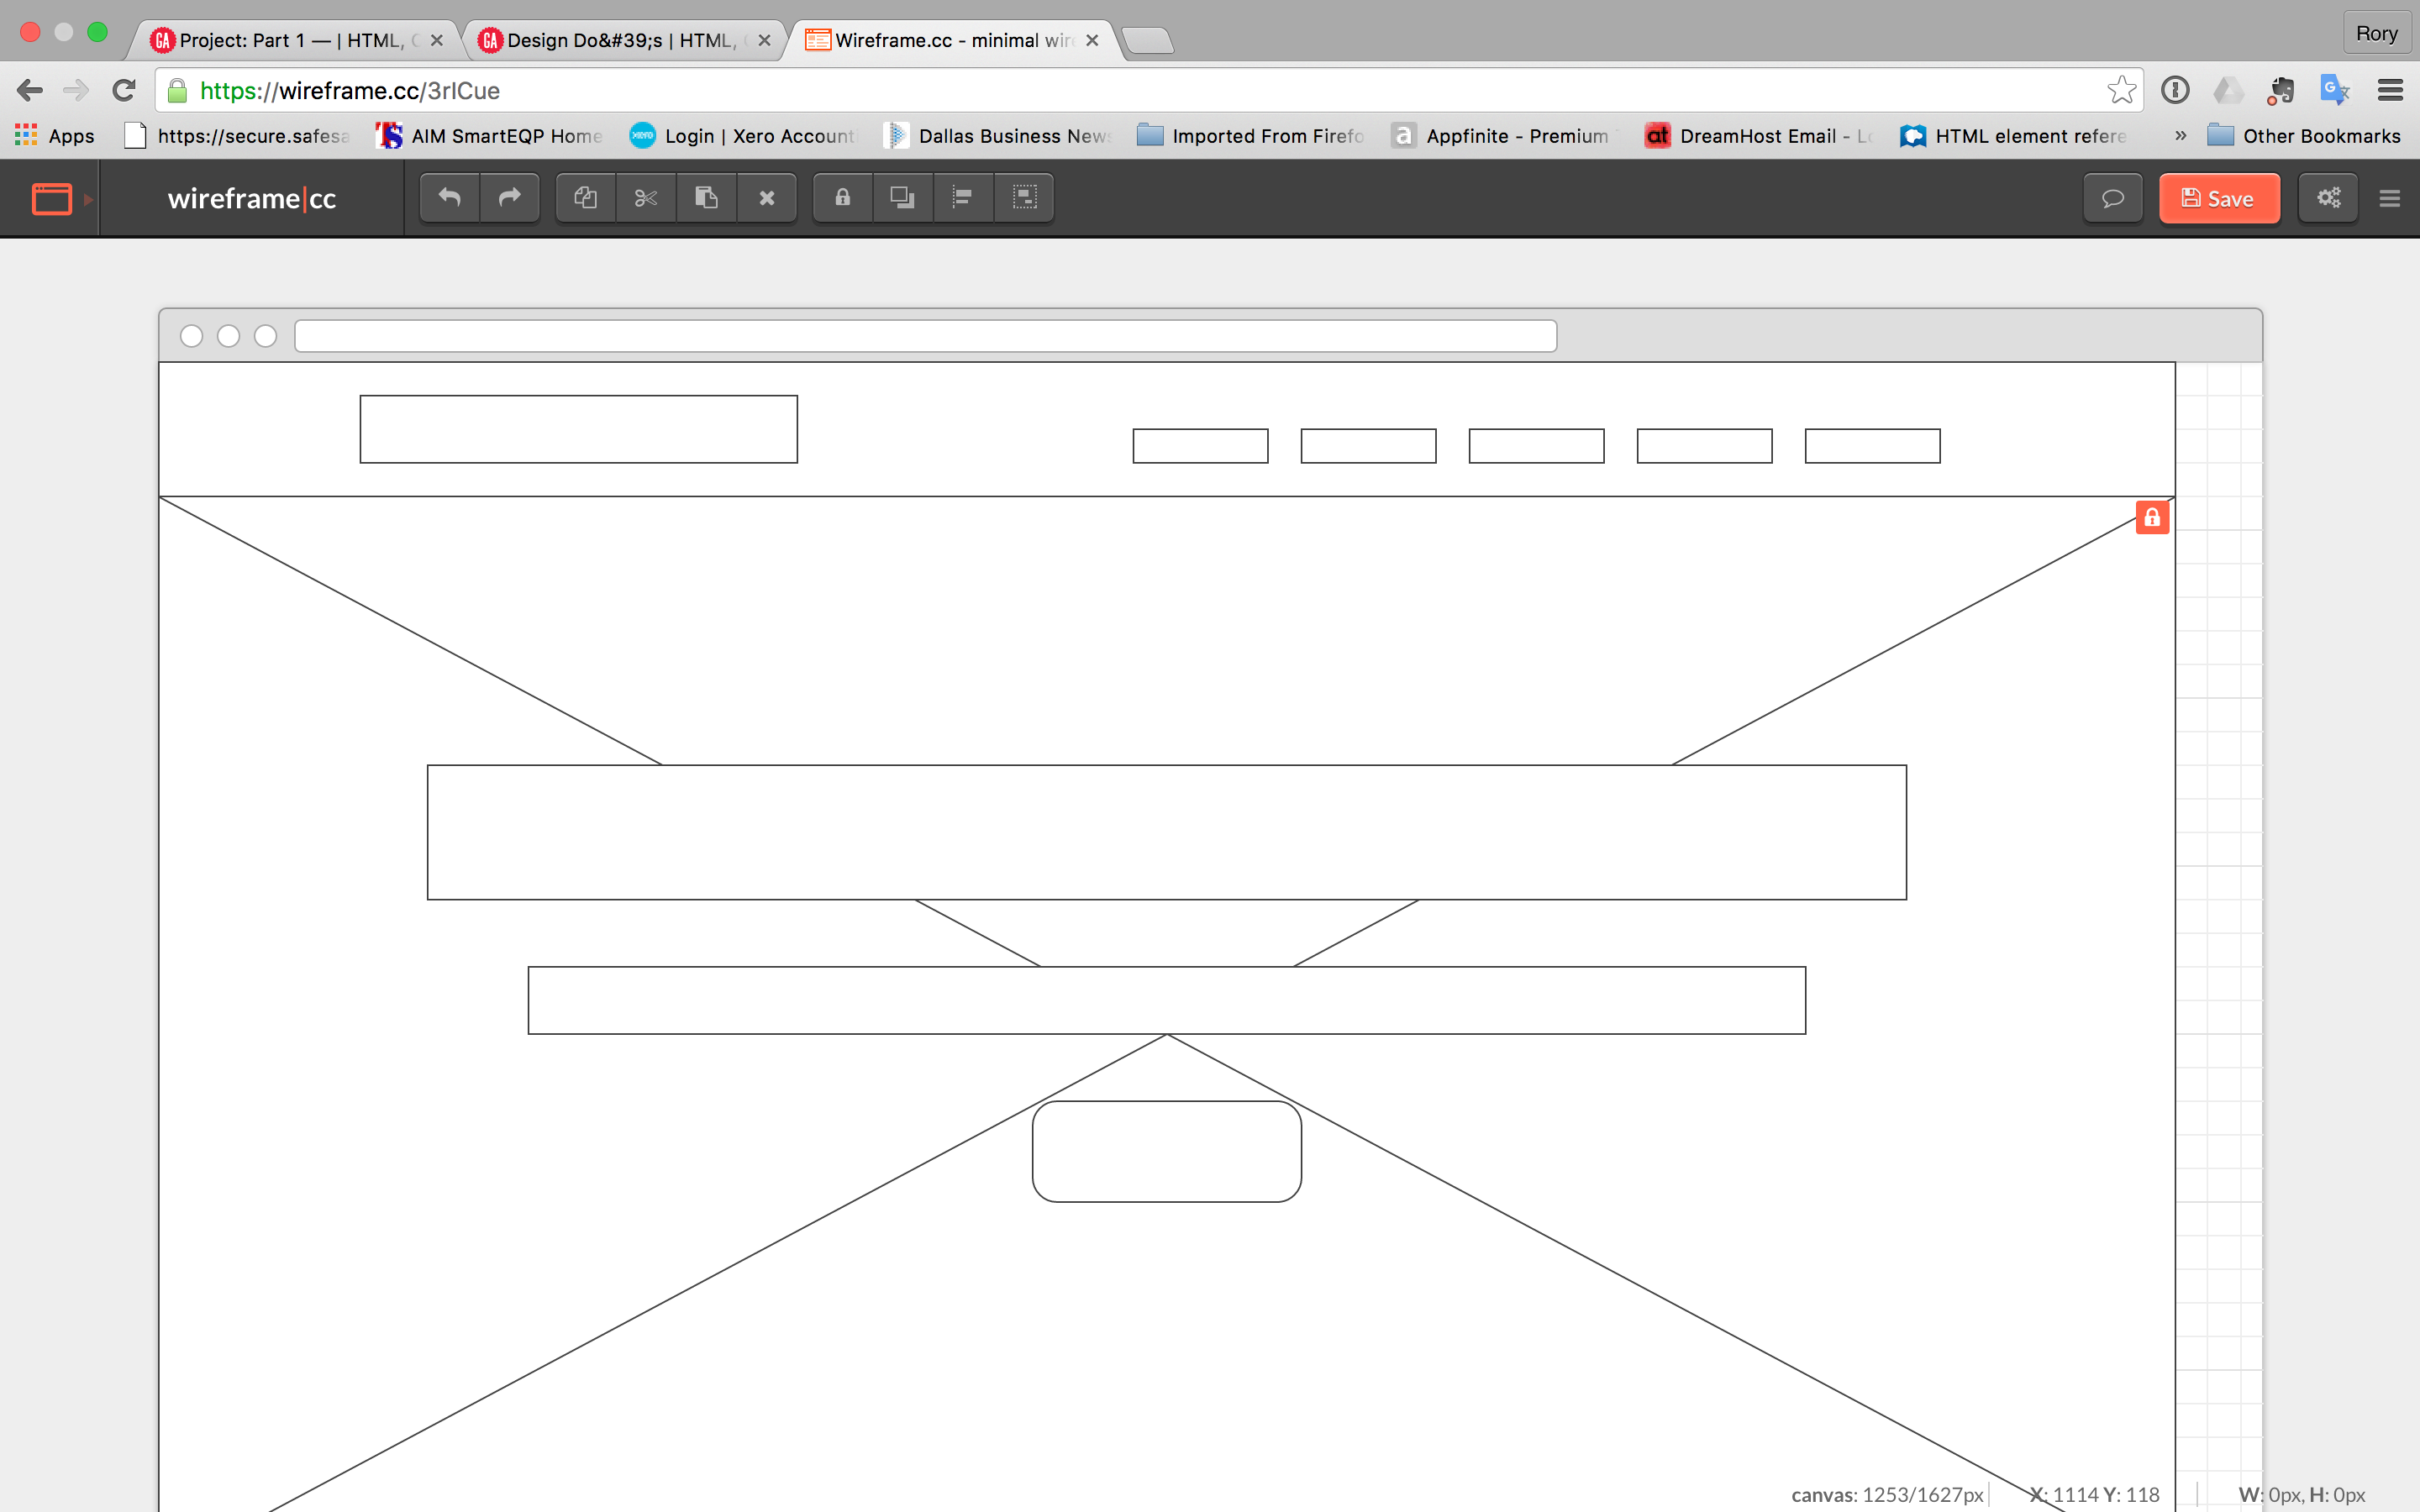 Project: Part 1 — | HTML, C
Design Do&#39;s | HTML,
Wireframe.cc - minimal wire
Rory
https://wireframe.cc/3rICue
Apps
https://secure.safesa
AIM SmartEQP Home
Login | Xero Account
Dallas Business News
Imported From Firefo
Appfinite - Premium
DreamHost Email - Lo
HTML element refere
» Other Bookmarks
wireframe|cc
Save
canvas: 1253/1627px
X: 1114 Y: 118
W: 0px, H: 0px